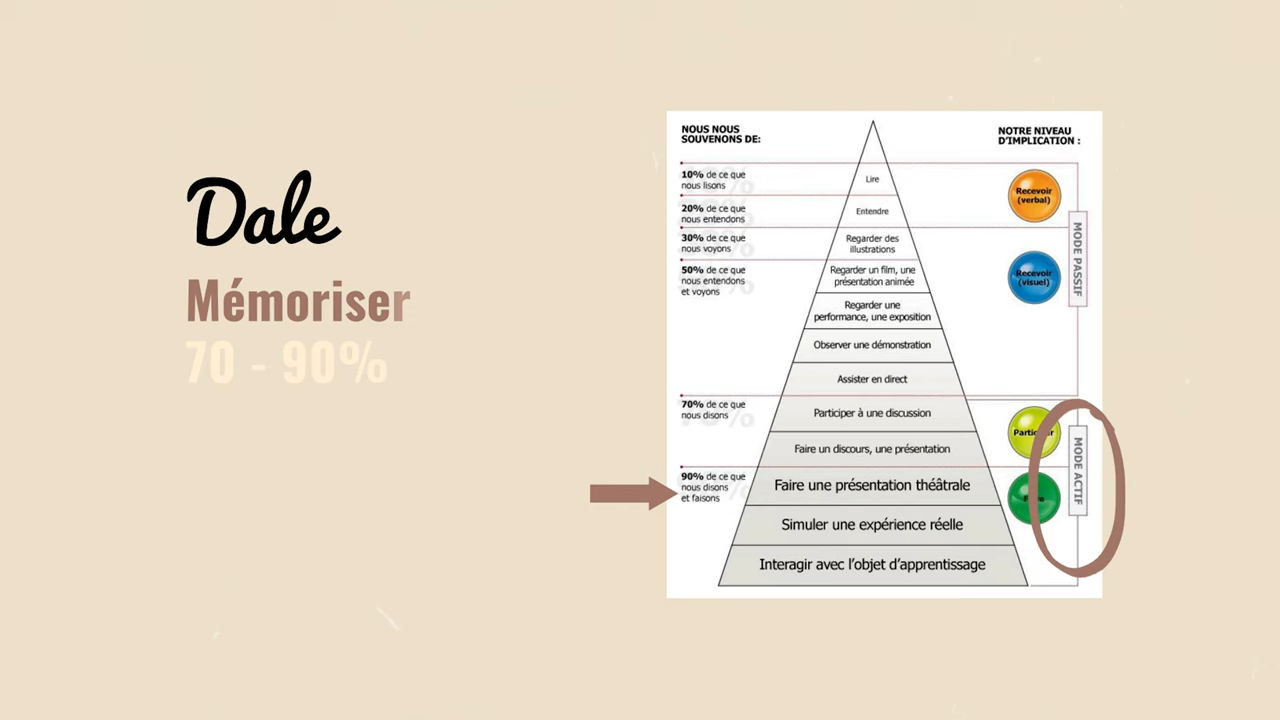 Dale
Mémoriser
70 - 90%
NOUS NOUS
SOUVENONS DE:
NOTRE NIVEAU
D'IMPLICATION :
10% de ce que
nous lisons
Lire
Recevoir
(verbal)
20% de ce que
nous entendons
Entendre
30% de ce que
nous voyons
Regarder des
illustrations
MODE PASSIF
50% de ce que
nous entendons
et voyons
Regarder un film, une
présentation animée
Recevoir
(visuel)
Regarder une
performance, une exposition
Observer une démonstration
Assister en direct
70% de ce que
nous disons
Participer à une discussion
Faire un discours, une présentation
MODE ACTIF
90% de ce que
nous disons
et faisons
Faire une présentation théâtrale
Simuler une expérience réelle
Interagir avec l'objet d'apprentissage